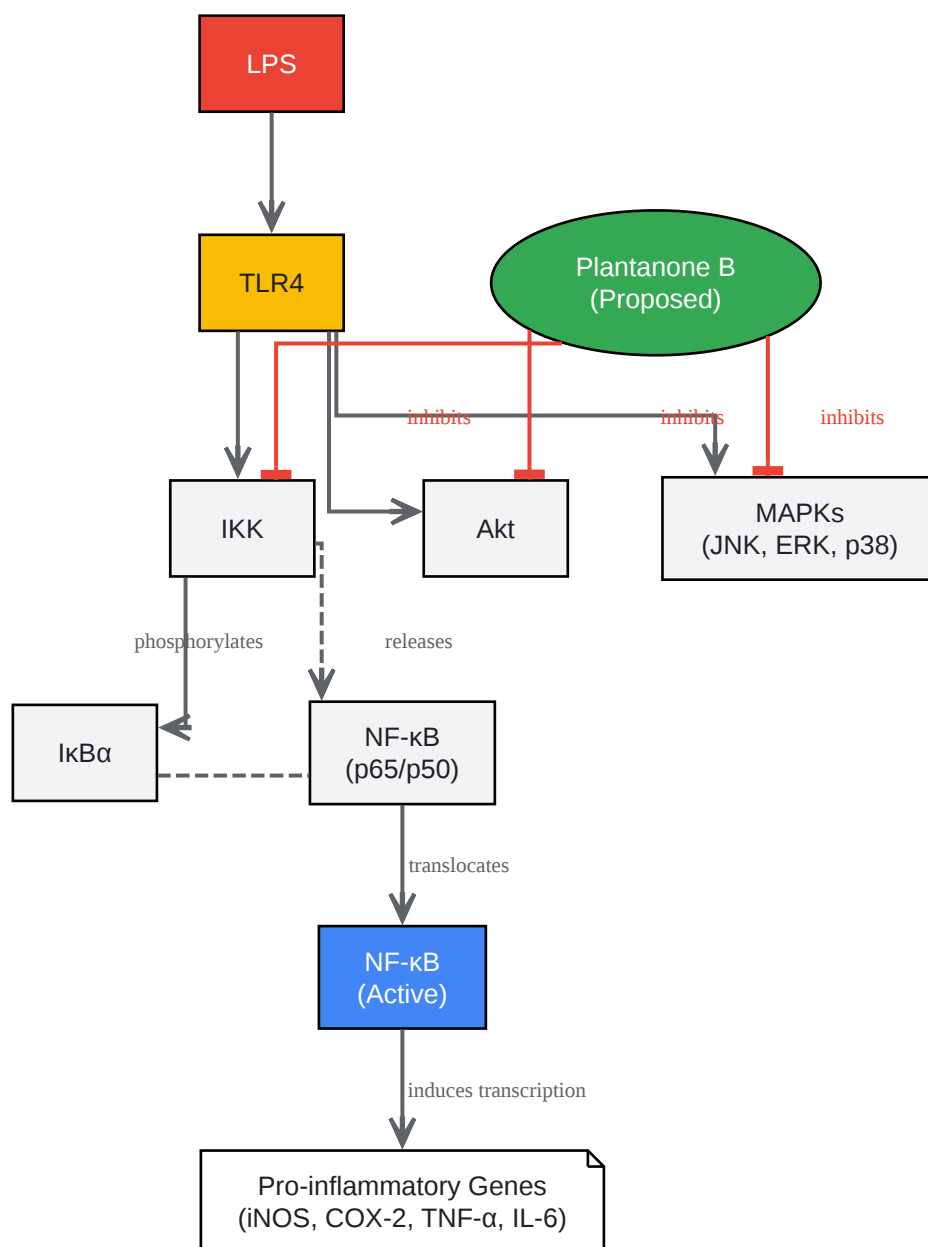 LPS
TLR4
Plantanone B
(Proposed)
inhibits
inhibits
inhibits
IKK
Akt
MAPKs
(JNK, ERK, p38)
phosphorylates
releases
IκBα
NF-κB
(p65/p50)
translocates
NF-κB
(Active)
induces transcription
Pro-inflammatory Genes
(iNOS, COX-2, TNF-α, IL-6)